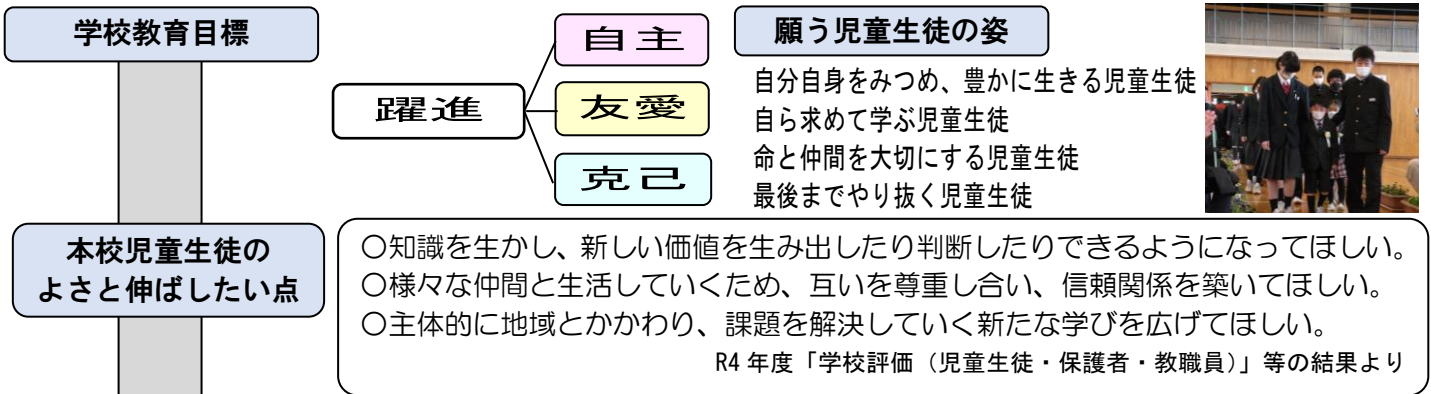 学校教育目標
躍進
自主
友愛
克己
願う児童生徒の姿
自分自身をみつめ、豊かに生きる児童生徒
自ら求めて学ぶ児童生徒
命と仲間を大切にする児童生徒
最後までやり抜く児童生徒
本校児童生徒の
よさと伸ばしたい点
〇知識を生かし、新しい価値を生み出したり判断したりできるようになってほしい。
〇様々な仲間と生活していくため、互いを尊重し合い、信頼関係を築いてほしい。
〇主体的に地域とかかわり、課題を解決していく新たな学びを広げてほしい。
R4 年度「学校評価（児童生徒・保護者・教職員）」等の結果より